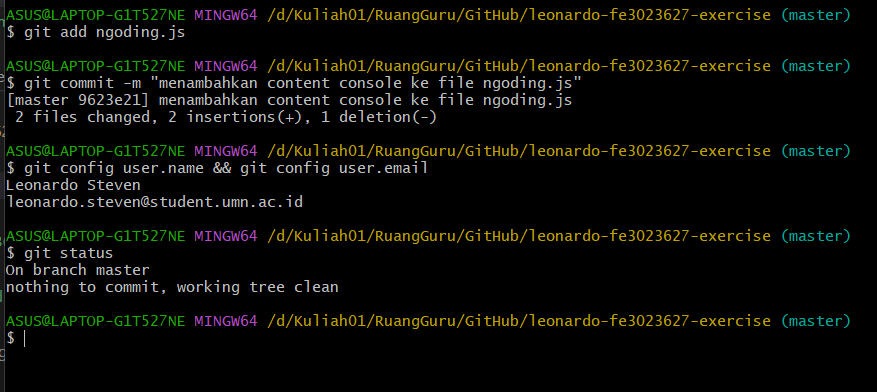 ASUS@LAPTOP-G1T527NE MINGW64 /d/Kuliah01/RuangGuru/GitHub/leonardo-fe3023627-exercise (master)
$ git add ngoding.js
ASUS@LAPTOP-G1T527NE MINGW64 /d/Kuliah01/RuangGuru/GitHub/leonardo-fe3023627-exercise (master)
$ git commit -m "menambahkan content console ke file ngoding.js"
[master 9623e21] menambahkan content console ke file ngoding.js
 2 files changed, 2 insertions(+), 1 deletion(-)
ASUS@LAPTOP-G1T527NE MINGW64 /d/Kuliah01/RuangGuru/GitHub/leonardo-fe3023627-exercise (master)
$ git config user.name && git config user.email
Leonardo Steven
leonardo.steven@student.umn.ac.id
ASUS@LAPTOP-G1T527NE MINGW64 /d/Kuliah01/RuangGuru/GitHub/leonardo-fe3023627-exercise (master)
$ git status
On branch master
nothing to commit, working tree clean
ASUS@LAPTOP-G1T527NE MINGW64 /d/Kuliah01/RuangGuru/GitHub/leonardo-fe3023627-exercise (master)
$